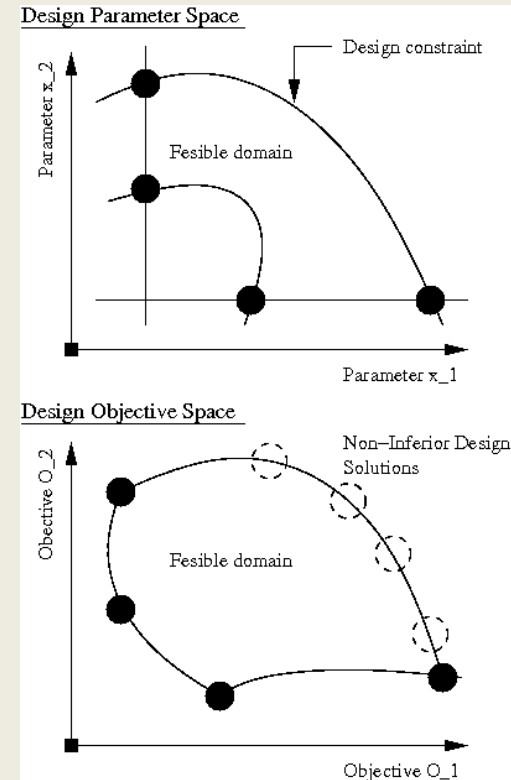 Design Parameter Space
Design constraint
Parameter x_2
Fesible domain
Parameter x_1
Design Objective Space
Non-Inferior Design
Solutions
Obective O_2
Fesible domain
Objective O_1